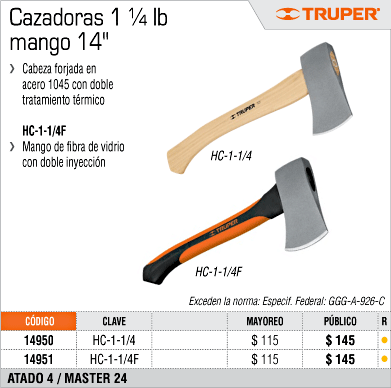 Cazadoras 1 ¼ lb
mango 14"
TRUPER
› Cabeza forjada en
acero 1045 con doble
tratamiento térmico
HC-1-1/4F
› Mango de fibra de vidrio
con doble inyección
TRUPER
HC-1-1/4
TRUPER
HC-1-1/4F
Exceden la norma: Especif. Federal: GGG-A-926-C
CÓDIGO CLAVE MAYOREO PÚBLICO R
14950 HC-1-1/4 $ 115 $ 145
14951 HC-1-1/4F $ 115 $ 145
ATADO 4 / MASTER 24